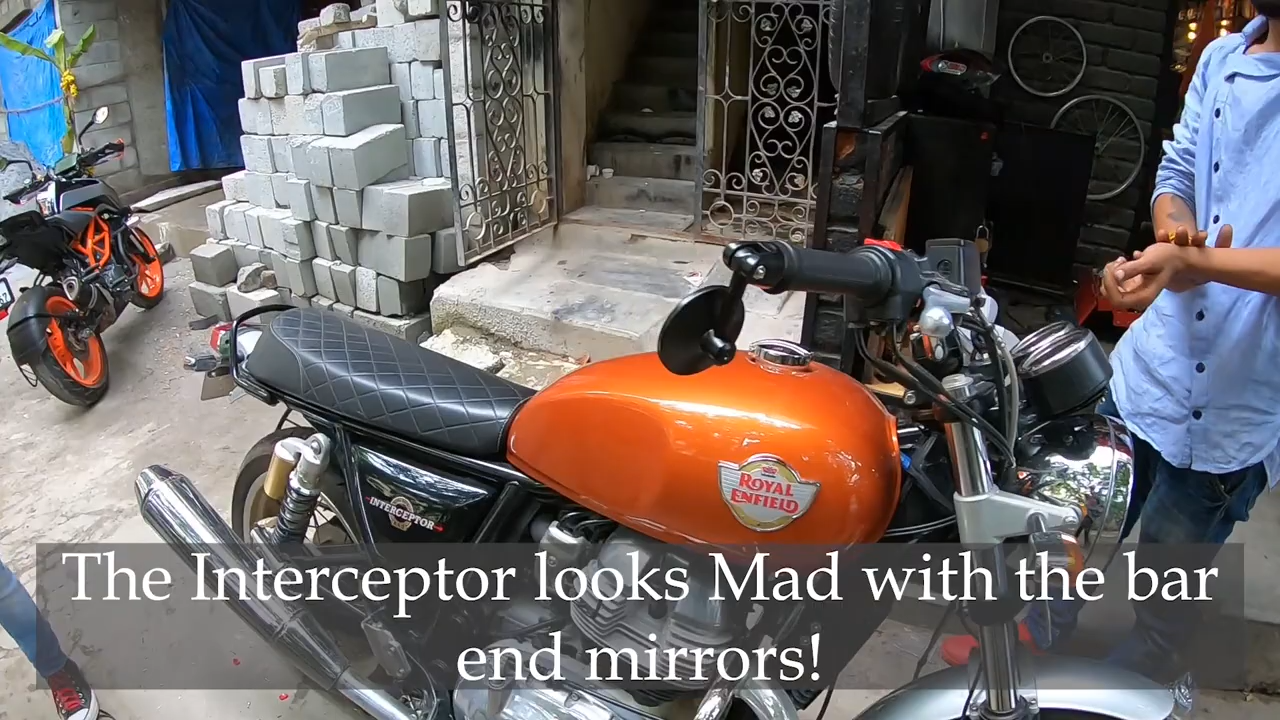 ROYAL
ENFIELD
INTERCEPTOR
The Interceptor looks Mad with the bar
end mirrors!